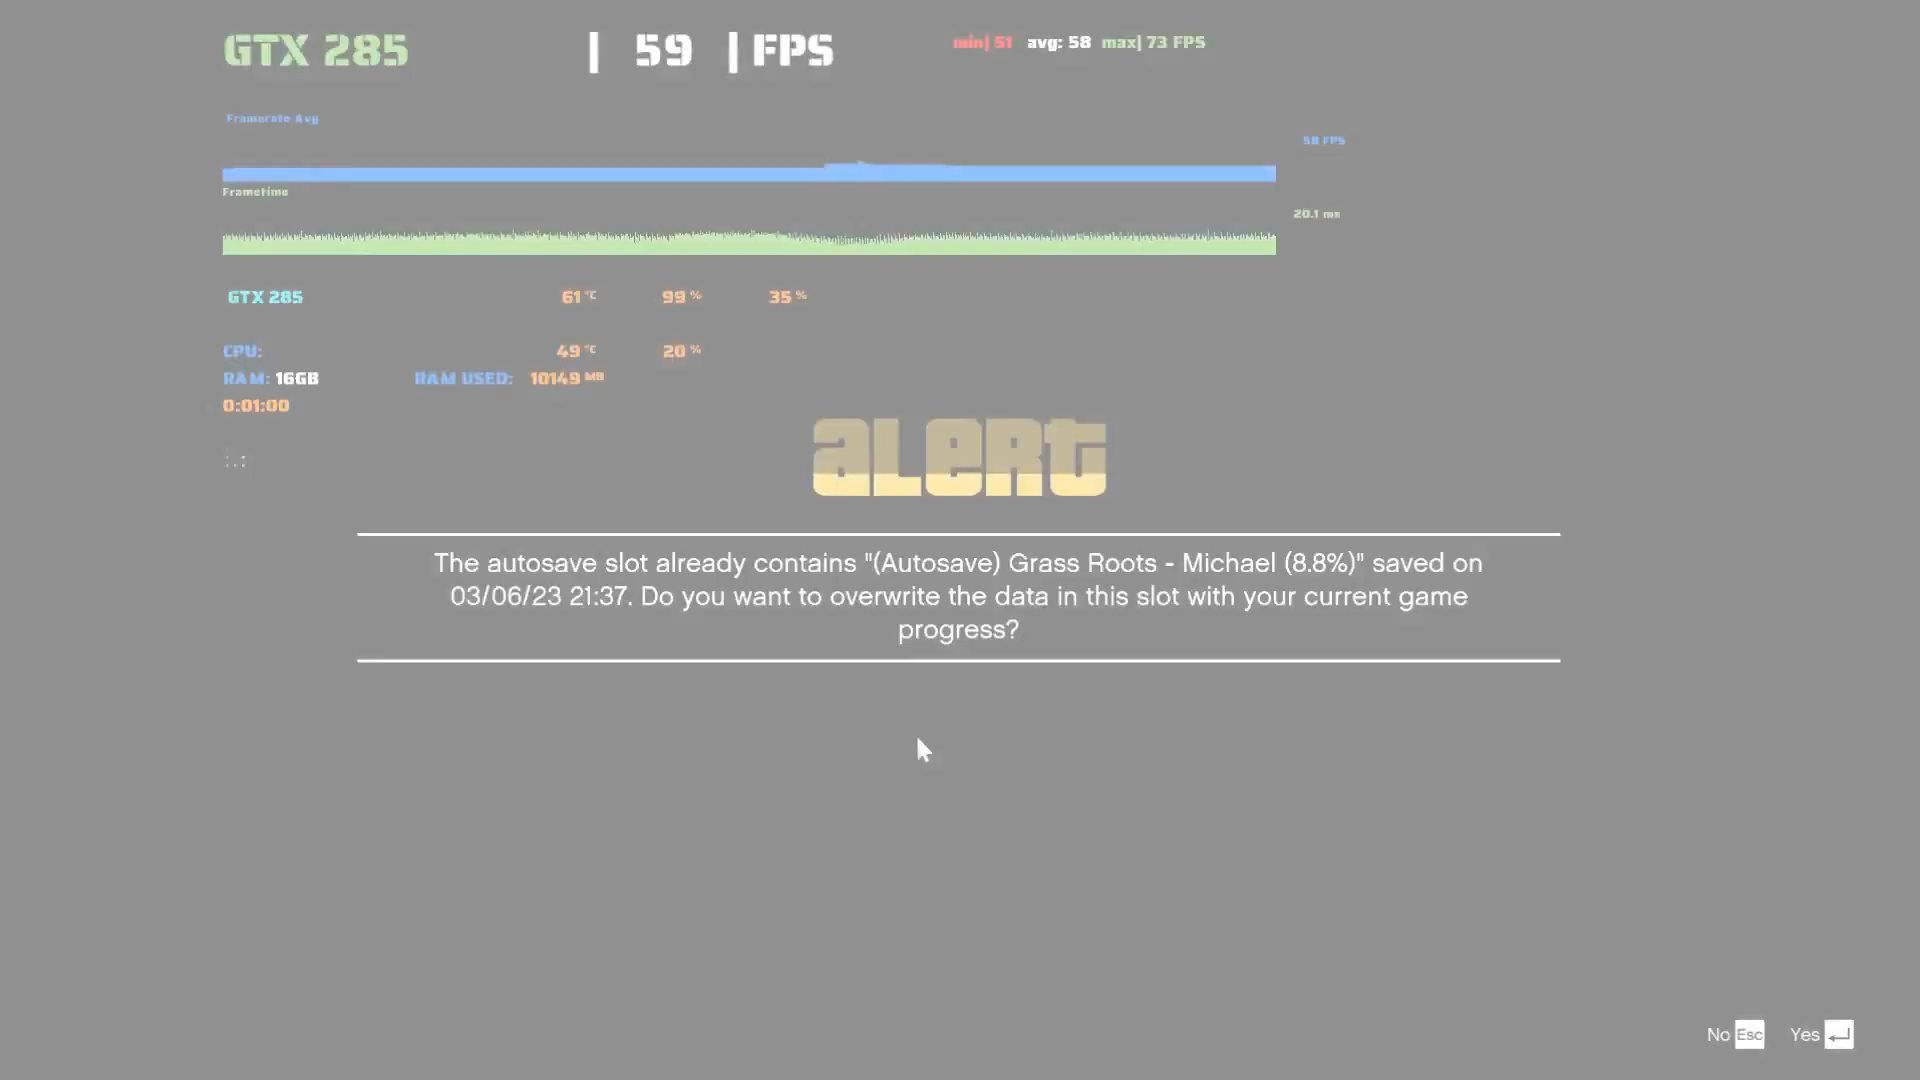 GTX 285 | 59 | FPS min| 51 avg: 58 max| 73 FPS
Framerate Avg
58 FPS
Frametime
20.1 ms
GTX 285 61 °C 99 % 35 %
CPU: 49 °C 20 %
RAM: 16GB RAM USED: 10149 MB
0:01:00
:.:
aLeRt
The autosave slot already contains "(Autosave) Grass Roots - Michael (8.8%)" saved on
03/06/23 21:37. Do you want to overwrite the data in this slot with your current game
progress?
No Esc Yes